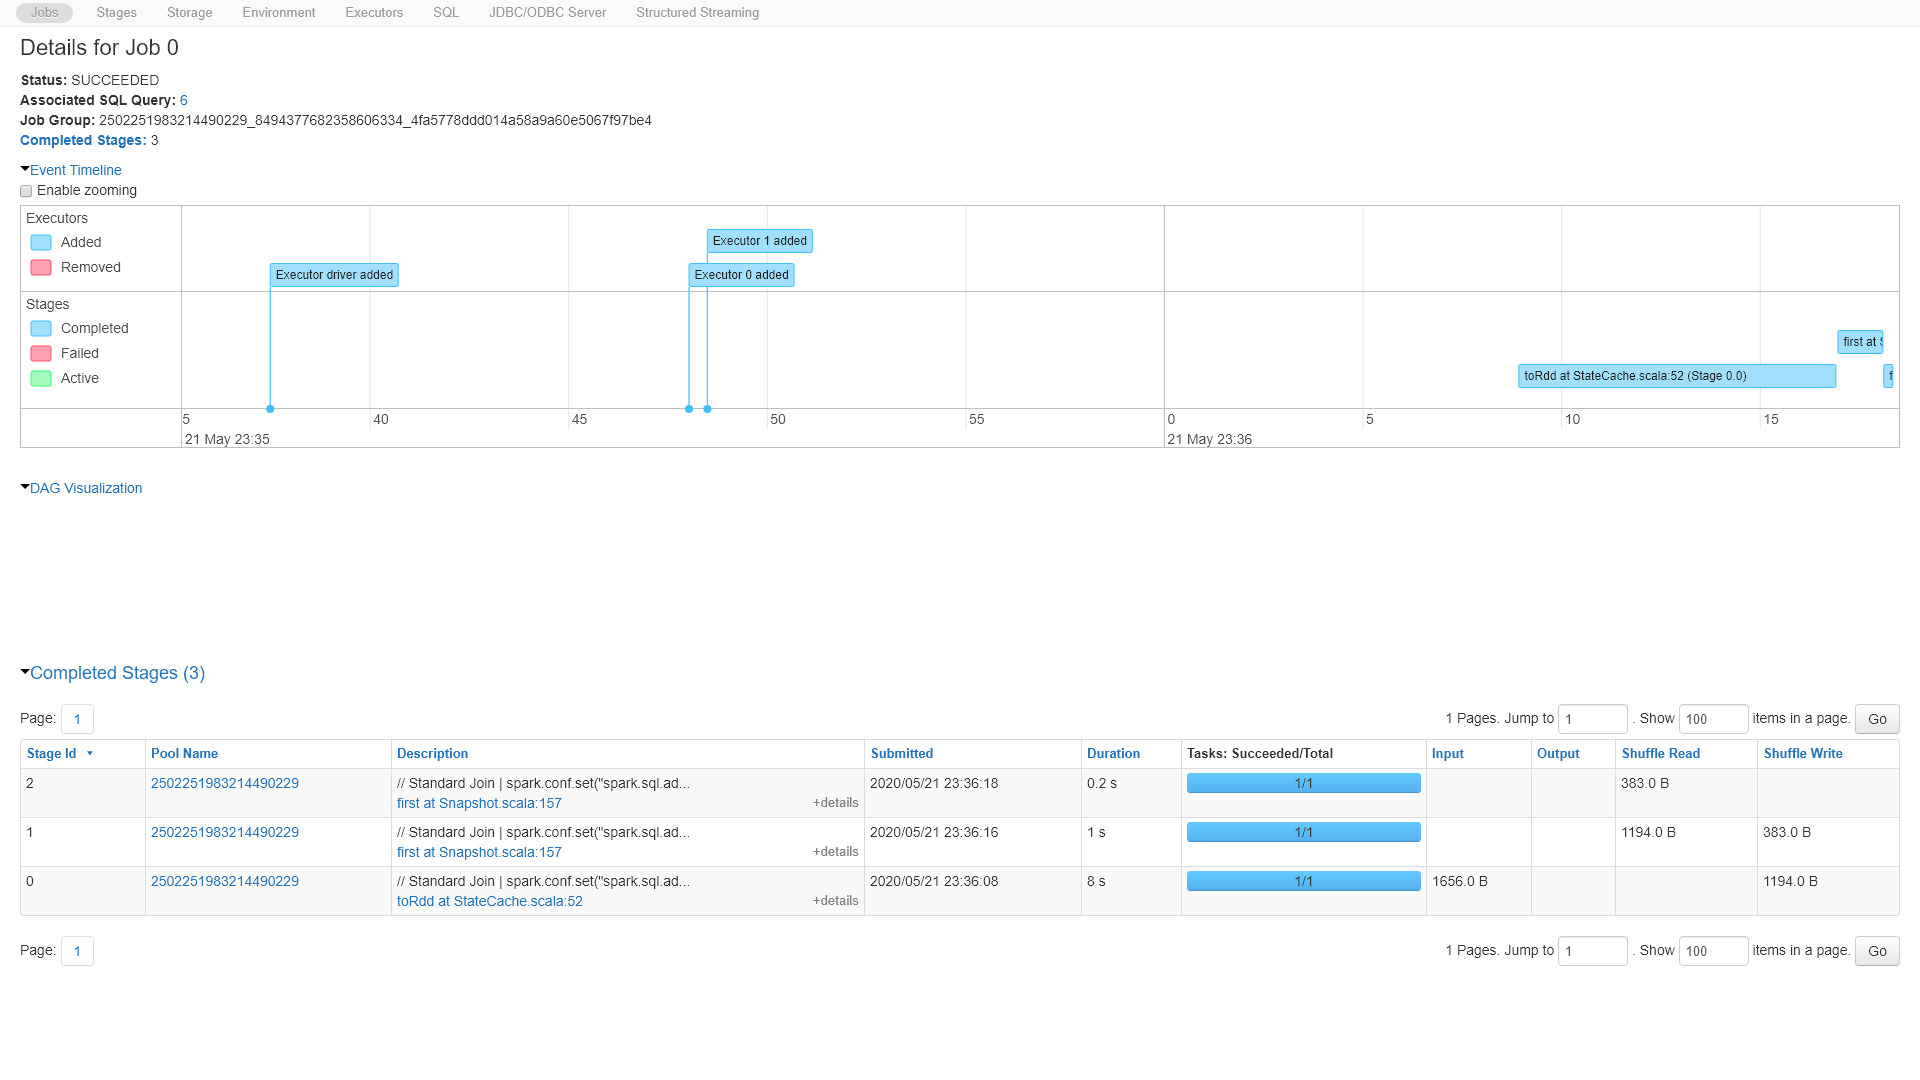 Jobs Stages Storage Environment Executors SQL JDBC/ODBC Server Structured Streaming
Details for Job 0
Status: SUCCEEDED
Associated SQL Query: 6
Job Group: 2502251983214490229_8494377682358606334_4fa5778ddd014a58a9a60e5067f97be4
Completed Stages: 3
Event Timeline
Enable zooming
Executors
Added
Removed
Executor 1 added
Executor driver added
Executor 0 added
Stages
Completed
Failed
Active
first at S
toRdd at StateCache.scala:52 (Stage 0.0)
f
5 40 45 50 55 0 5 10 15
21 May 23:35 21 May 23:36
DAG Visualization
Completed Stages (3)
Page: 1 1 Pages. Jump to 1 . Show 100 items in a page. Go
Stage Id Pool Name Description Submitted Duration Tasks: Succeeded/Total Input Output Shuffle Read Shuffle Write
2 2502251983214490229 // Standard Join | spark.conf.set("spark.sql.ad... 2020/05/21 23:36:18 0.2 s 1/1 383.0 B
first at Snapshot.scala:157 +details
1 2502251983214490229 // Standard Join | spark.conf.set("spark.sql.ad... 2020/05/21 23:36:16 1 s 1/1 1194.0 B 383.0 B
first at Snapshot.scala:157 +details
0 2502251983214490229 // Standard Join | spark.conf.set("spark.sql.ad... 2020/05/21 23:36:08 8 s 1/1 1656.0 B 1194.0 B
toRdd at StateCache.scala:52 +details
Page: 1 1 Pages. Jump to 1 . Show 100 items in a page. Go